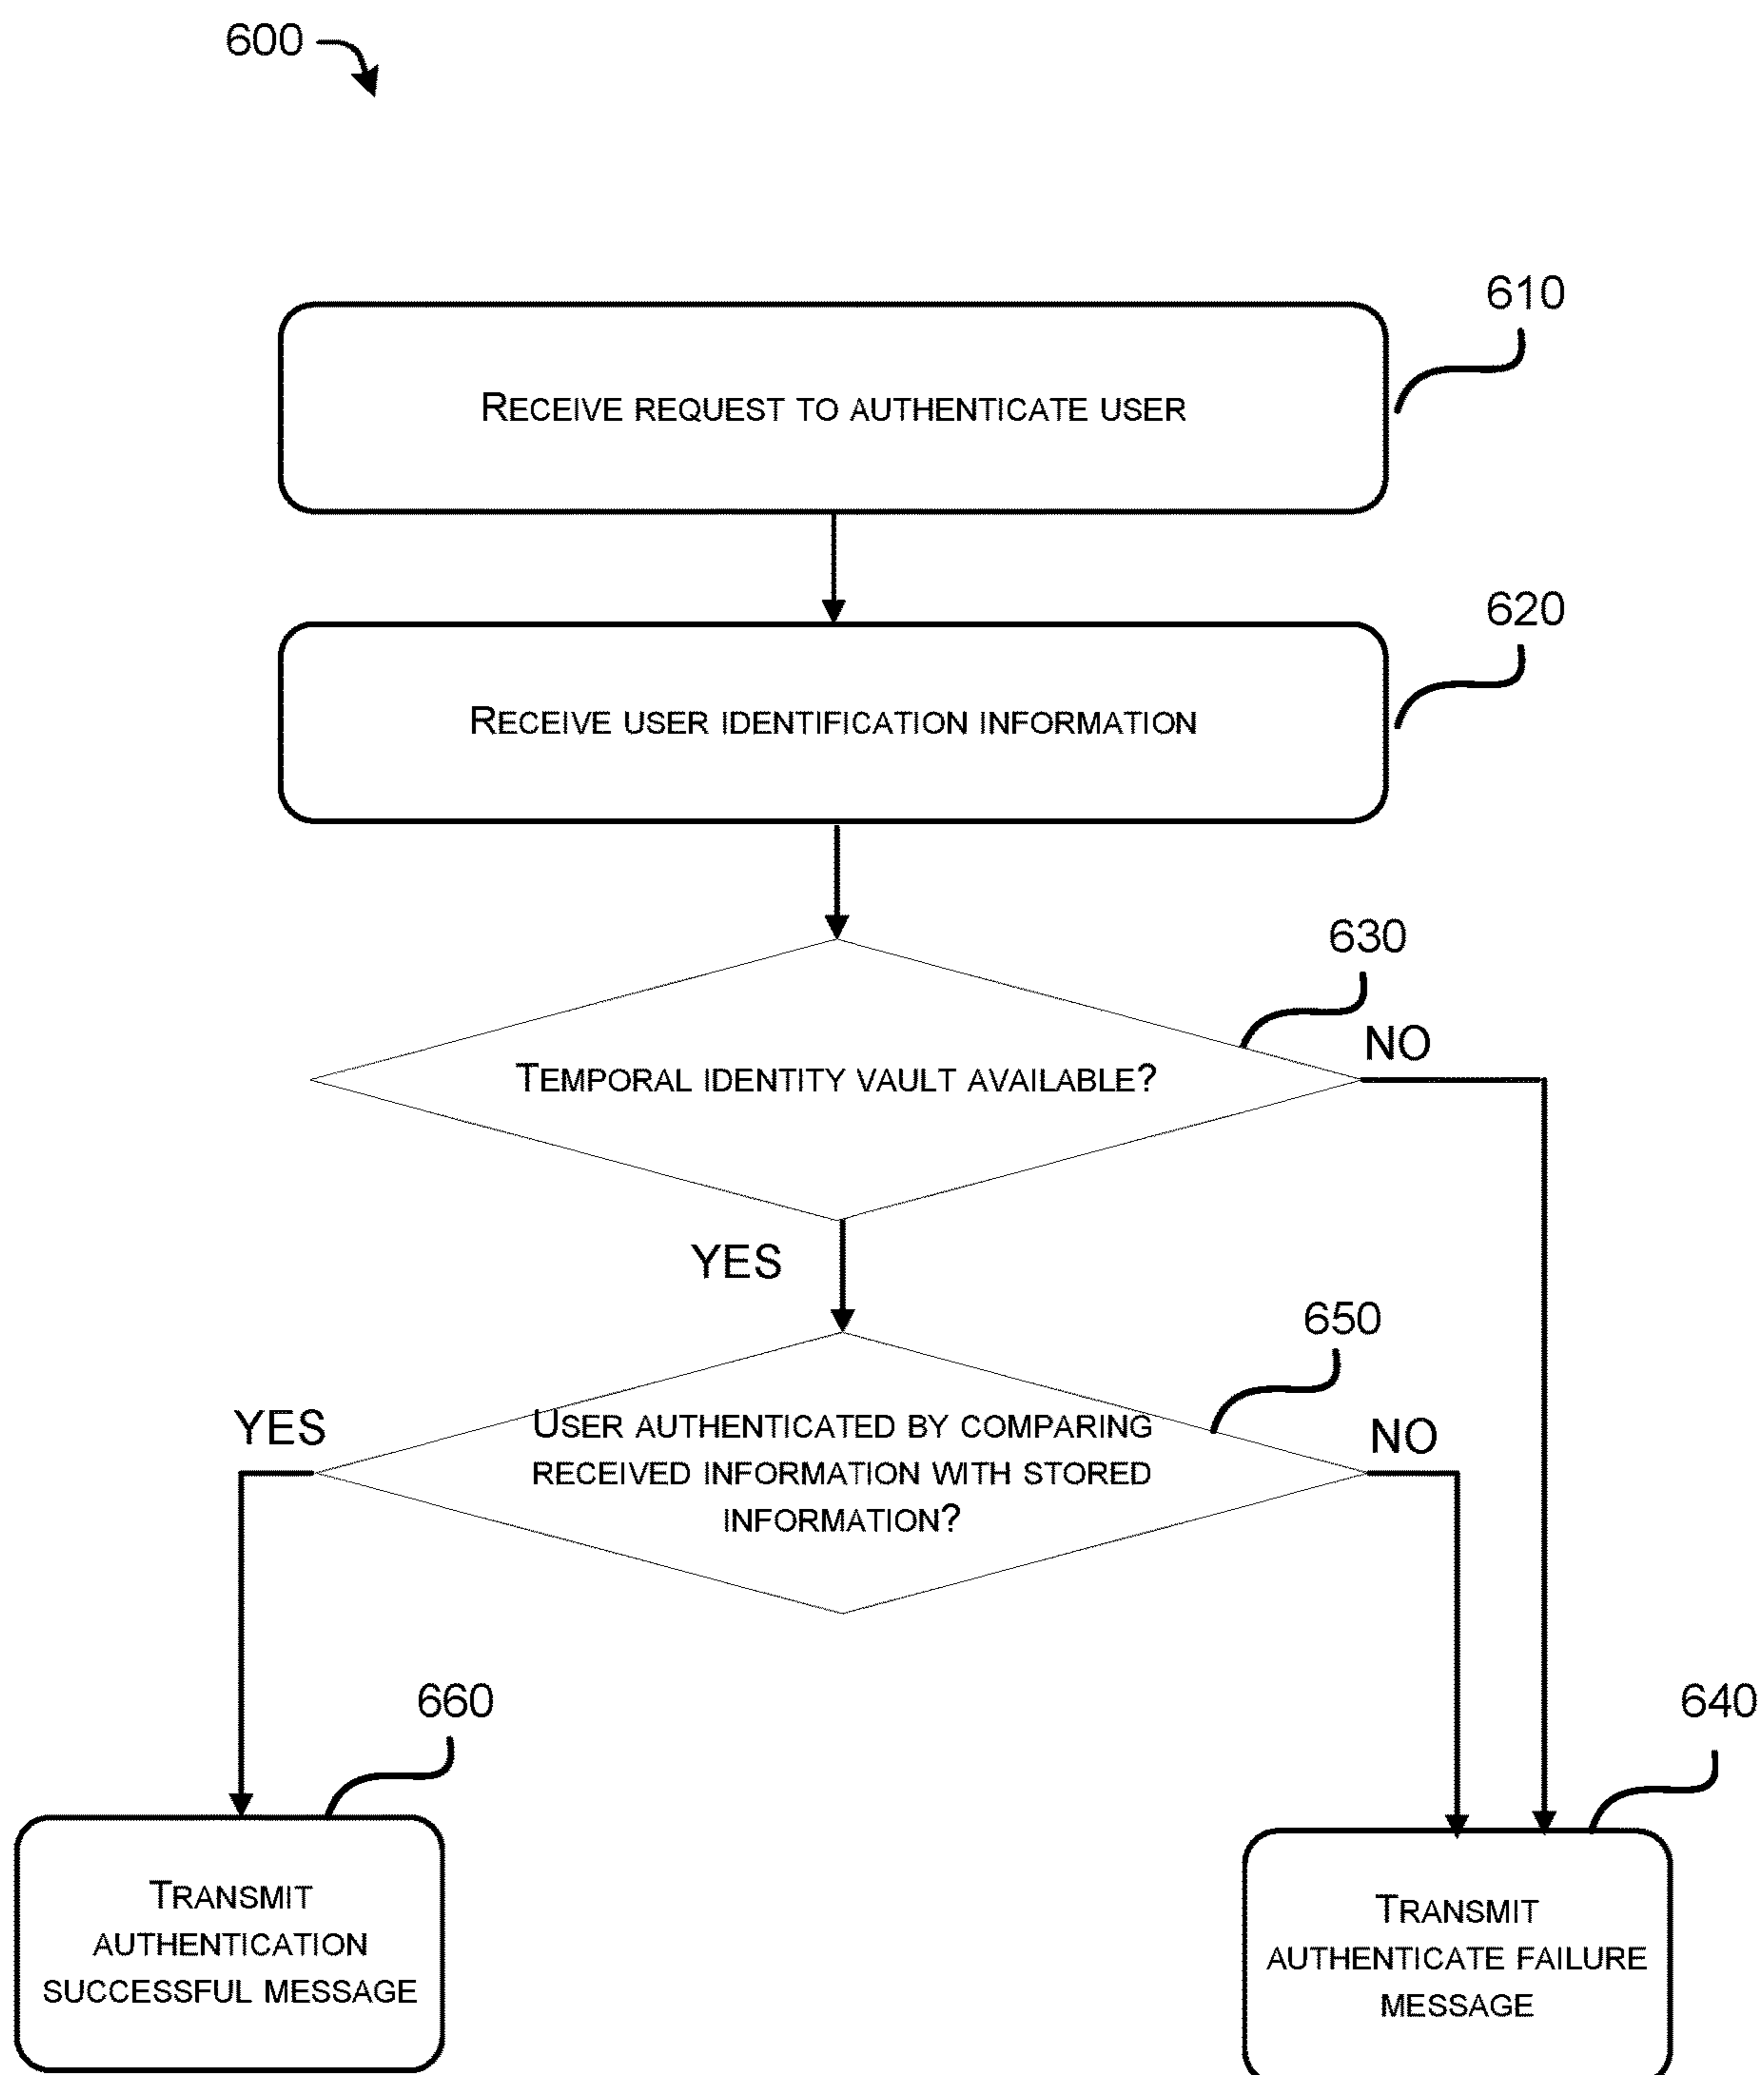 600
610
RECEIVE REQUEST TO AUTHENTICATE USER
620
RECEIVE USER IDENTIFICATION INFORMATION
630
NO
TEMPORAL IDENTITY VAULT AVAILABLE?
YES
650
YES
NO
USER AUTHENTICATED BY COMPARING
RECEIVED INFORMATION WITH STORED
INFORMATION?
660
640
TRANSMIT
AUTHENTICATION
SUCCESSFUL MESSAGE
TRANSMIT
AUTHENTICATE FAILURE
MESSAGE